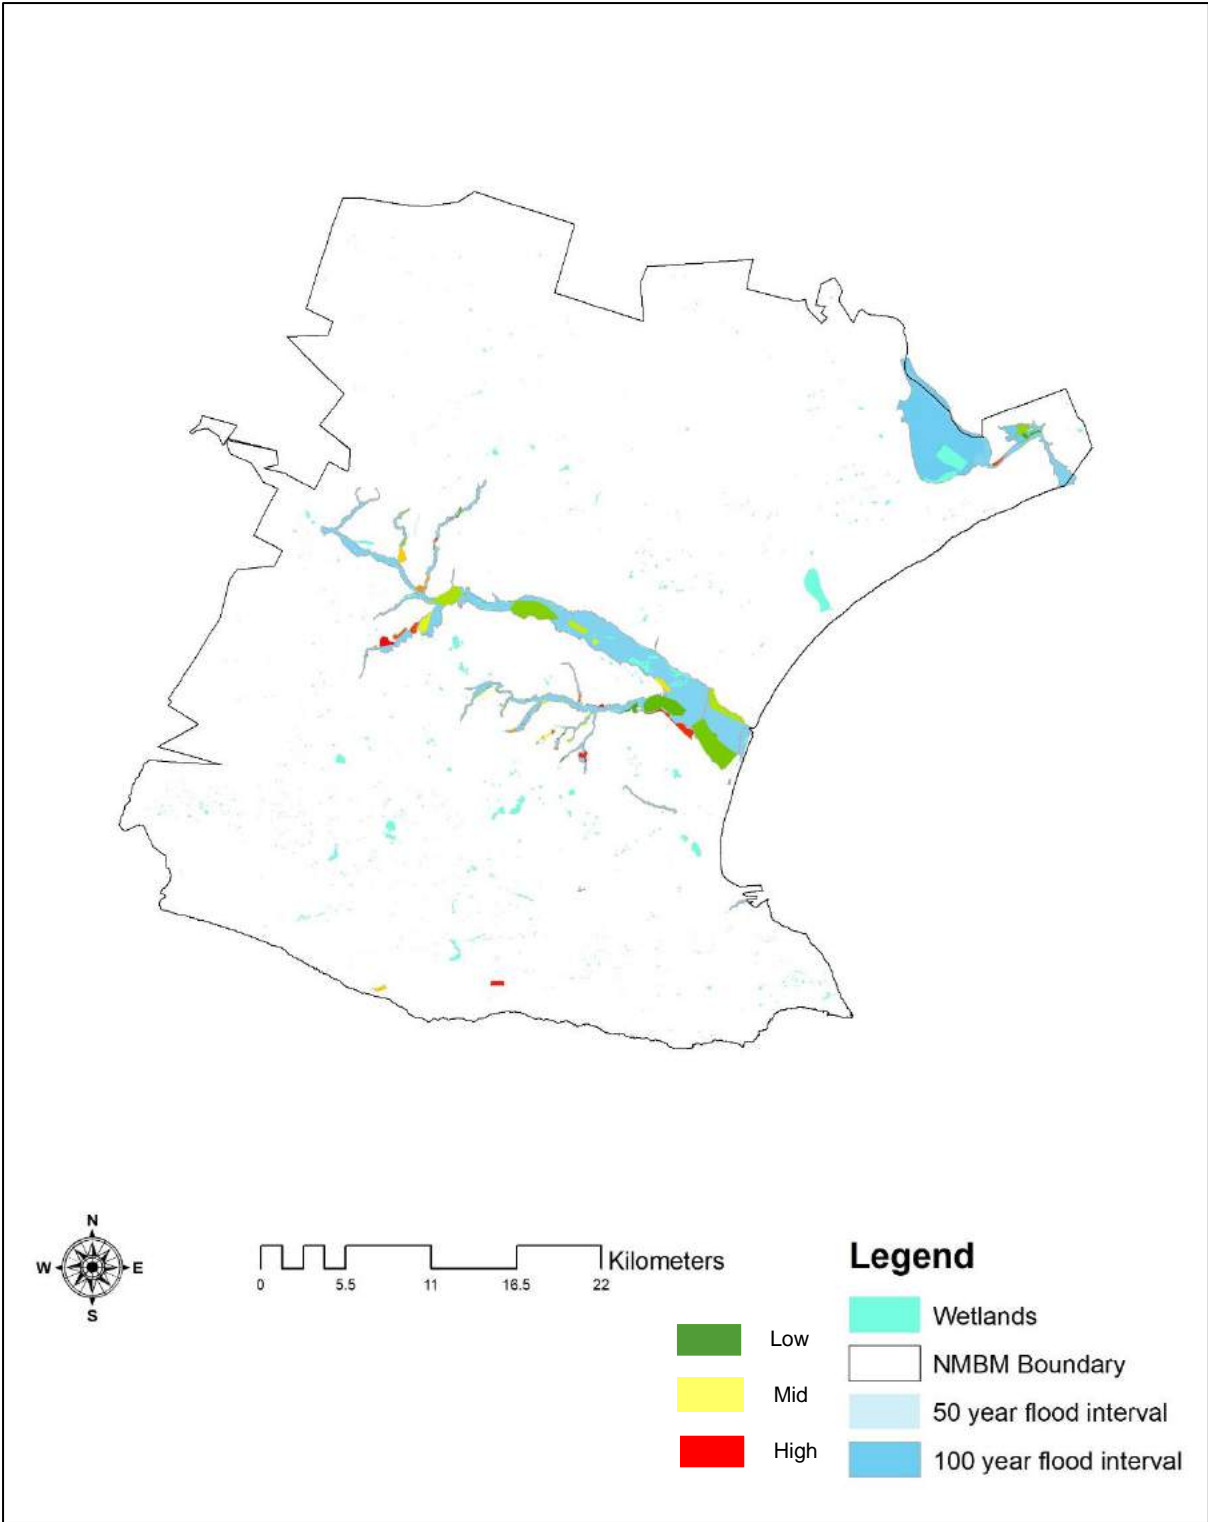 N
W E
S
Kilometers
0 5.5 11 16.5 22
Legend
Wetlands
NMBM Boundary
50 year flood interval
100 year flood interval
Low
Mid
High